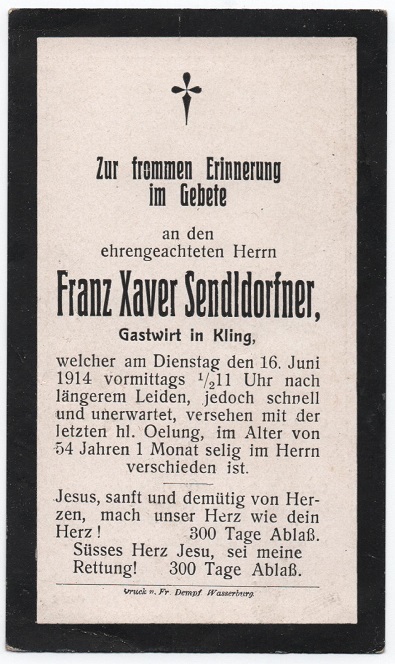 Zur frommen Erinnerung
im Gebete
an den
ehrengeachteten Herrn
Franz Xaver Sendldorfner,
Gastwirt in Kling,
welcher am Dienstag den 16. Juni
1914 vormittags 1/211 Uhr nach
längerem Leiden, jedoch schnell
und unerwartet, versehen mit der
letzten hl. Oelung, im Alter von
54 Jahren 1 Monat selig im Herrn
verschieden ist.
Jesus, sanft und demütig von Her-
zen, mach unser Herz wie dein
Herz! 300 Tage Ablaß.
Süsses Herz Jesu, sei meine
Rettung! 300 Tage Ablaß.
Druck v. Fr. Dempf Wasserburg.